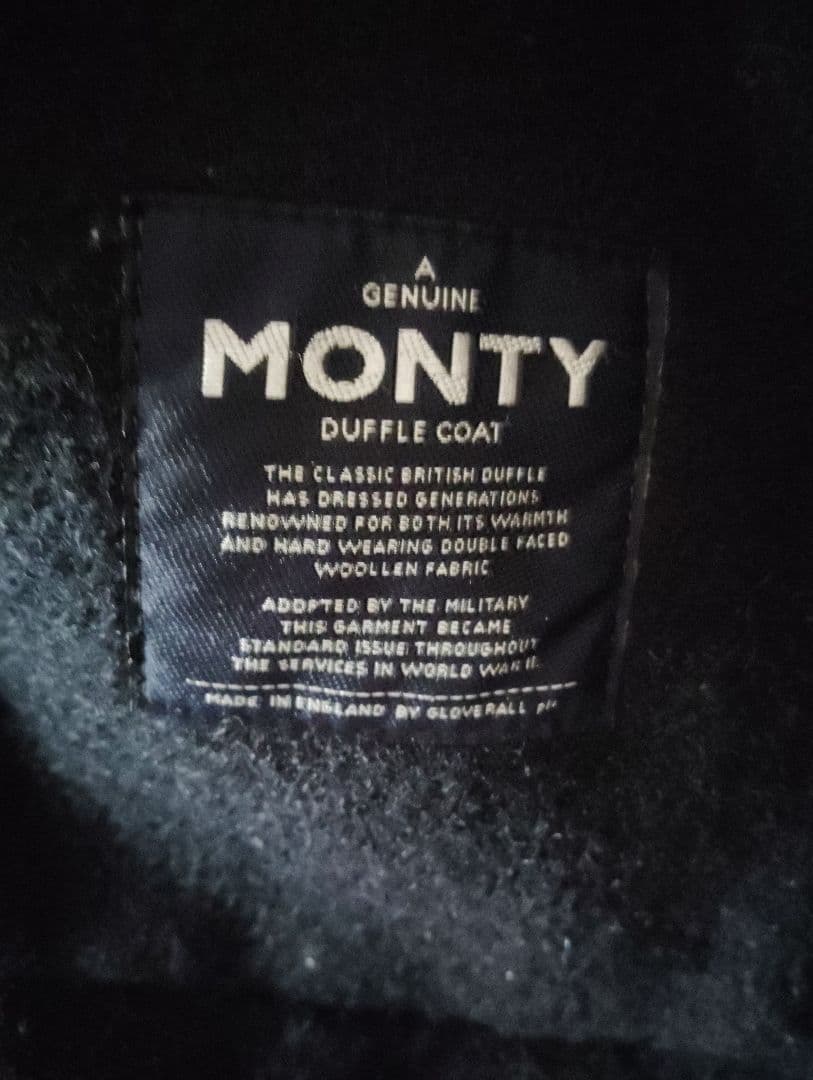 A
GENUINE
MONTY
DUFFLE COAT
THE CLASSIC BRITISH DUFFLE
HAS DRESSED GENERATIONS
RENOWNED FOR BOTH ITS WARMTH
AND HARD WEARING DOUBLE FACED
WOOLLEN FABRIC
ADOPTED BY THE MILITARY
THIS GARMENT BECAME
STANDARD ISSUE THROUGHOUT
THE SERVICES IN WORLD WAR II.
MADE IN ENGLAND BY GLOVERALL plc